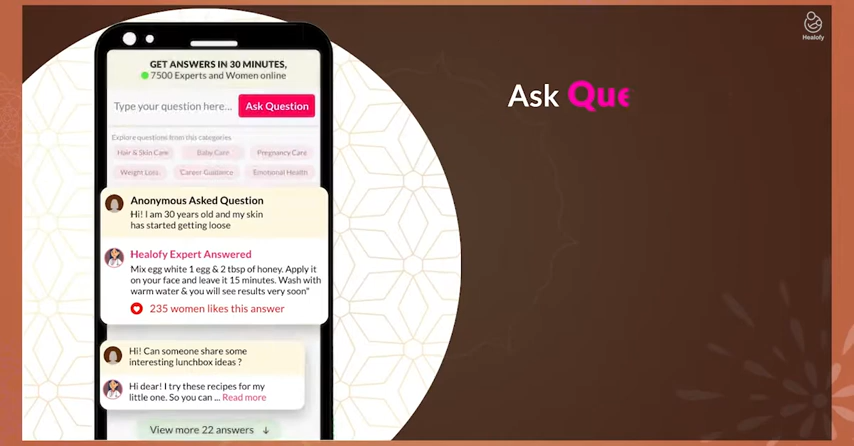 GET ANSWERS IN 30 MINUTES,
7500 Experts and Women online
Type your question here... Ask Question
Explore questions from this categories
Hair & Skin Care Baby Care Pregnancy Care
Weight Loss Career Guidance Emotional Health
Anonymous Asked Question
Hi! I am 30 years old and my skin
has started getting loose
Healofy Expert Answered
Mix egg white 1 egg & 2 tbsp of honey. Apply it
on your face and leave it 15 minutes. Wash with
warm water & you will see results very soon"
235 women likes this answer
Hi! Can someone share some
interesting lunchbox ideas ?
Hi dear! I try these recipes for my
little one. So you can ... Read more
View more 22 answers ↓
Ask Que
Healofy